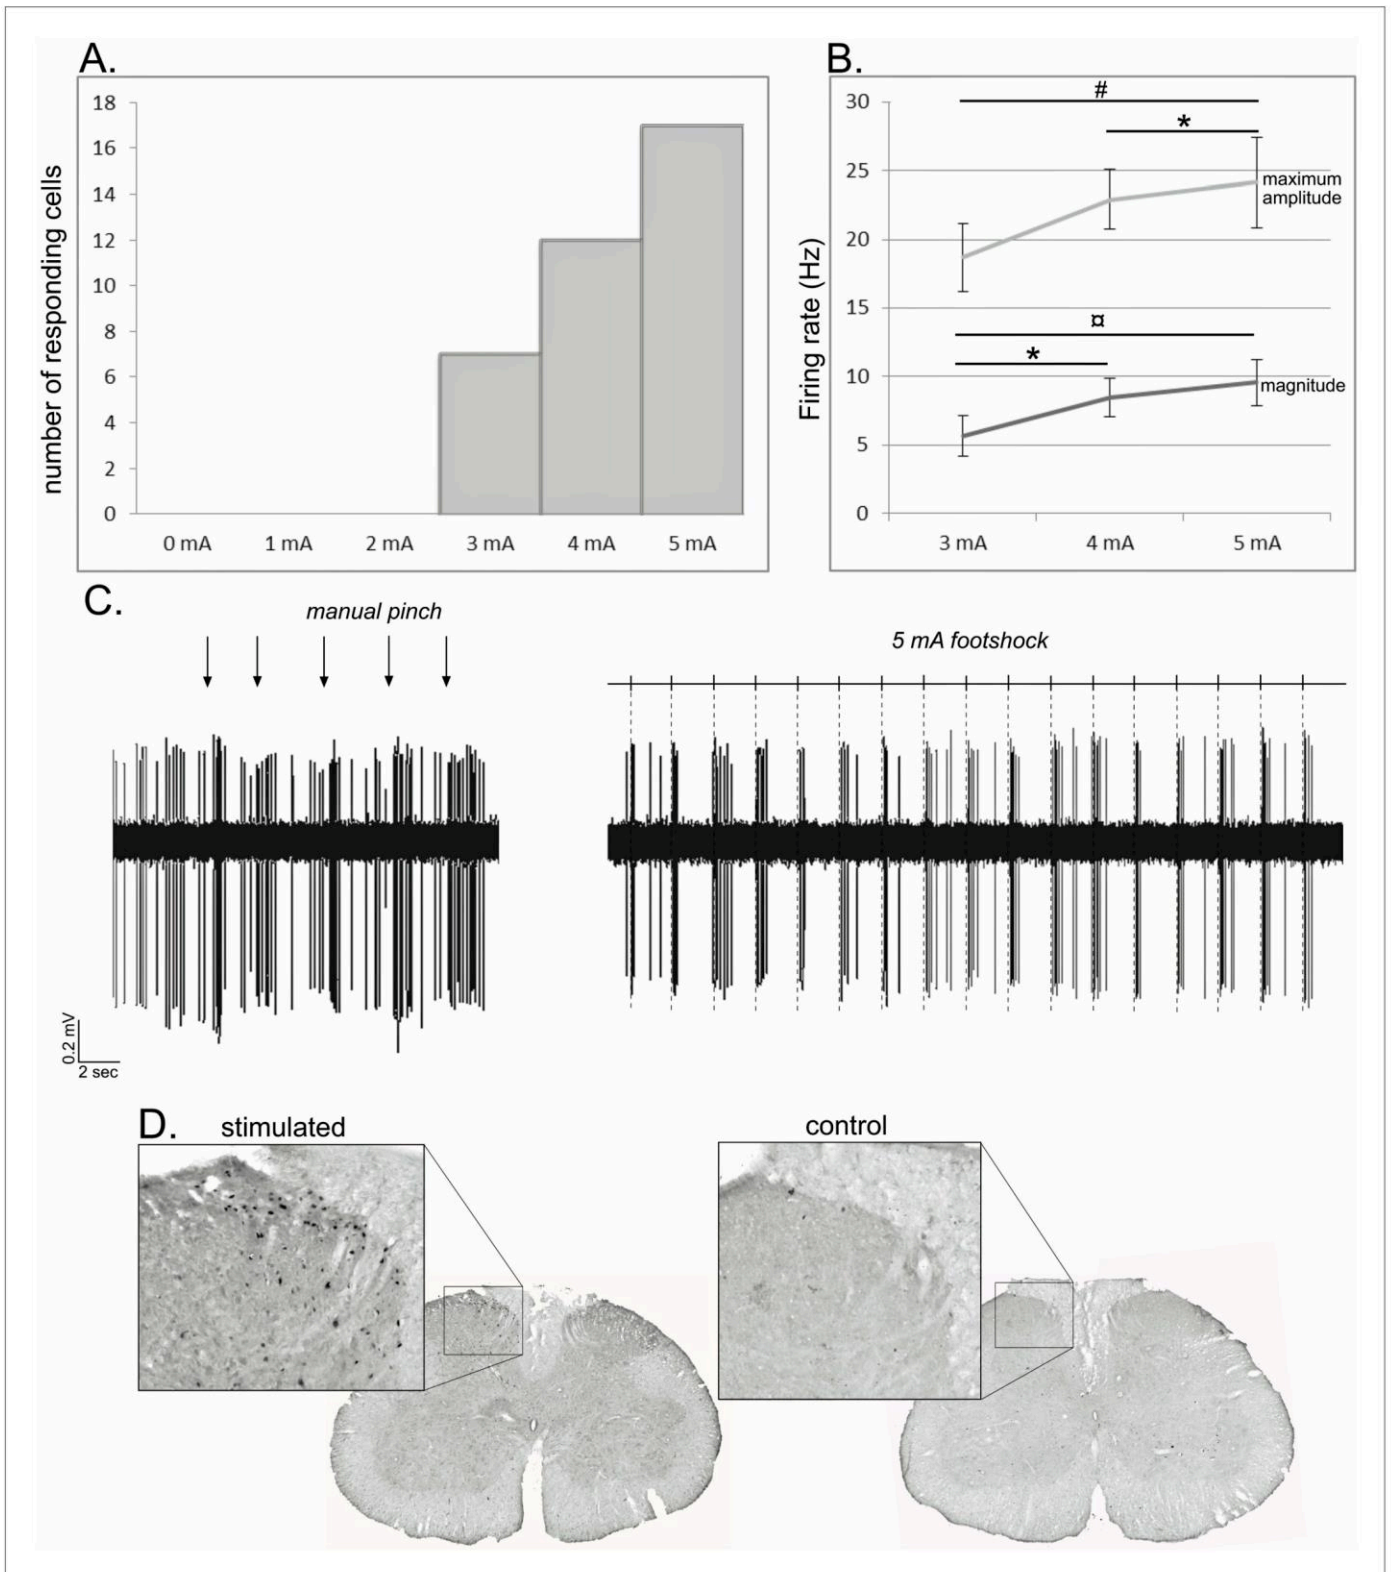 A.
number of responding cells
18
16
14
12
10
8
6
4
2
0
0 mA 1 mA 2 mA 3 mA 4 mA 5 mA
B.
Firing rate (Hz)
30
25
20
15
10
5
0
#
*
maximum
amplitude
¤
*
magnitude
3 mA 4 mA 5 mA
C.
manual pinch
5 mA footshock
0.2 mV
2 sec
D.
stimulated
control